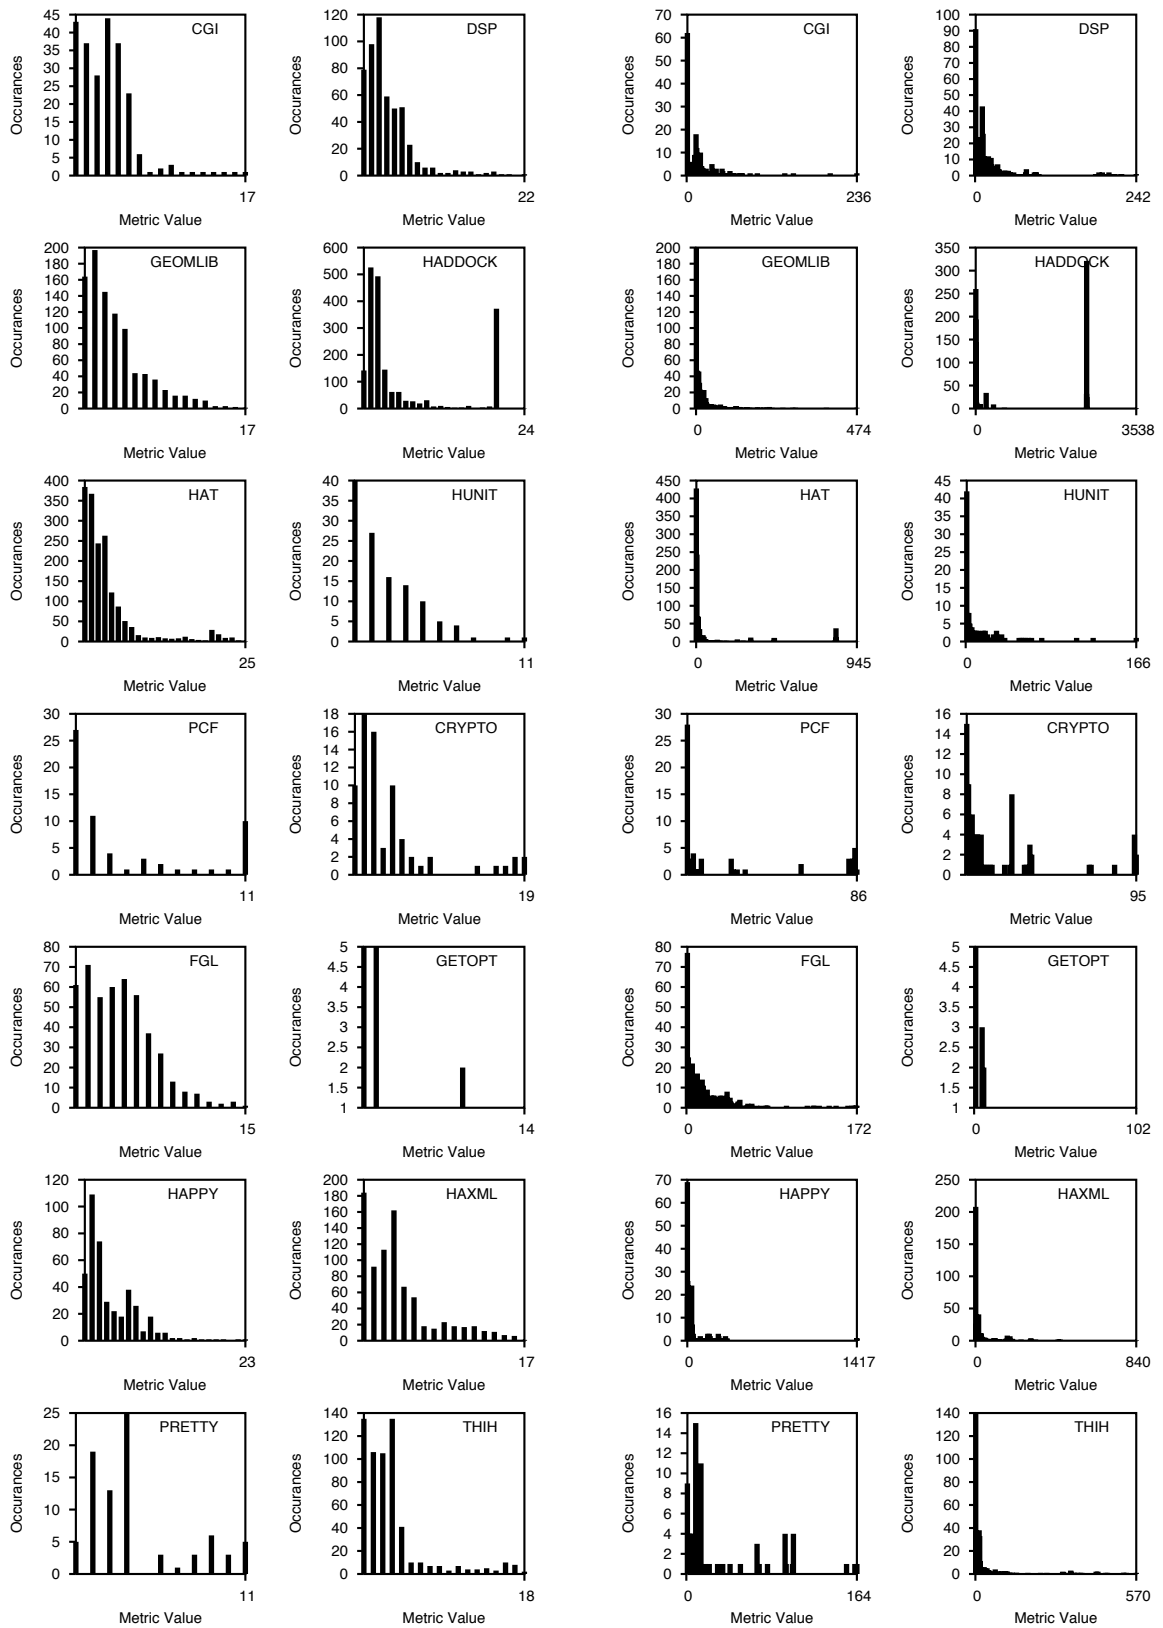 CGI
45 40 35 30 25 20 15 10 5 0
Occurances
17
Metric Value
DSP
120 100 80 60 40 20 0
Occurances
22
Metric Value
CGI
70 60 50 40 30 20 10 0
Occurances
0 236
Metric Value
DSP
100 90 80 70 60 50 40 30 20 10 0
Occurances
0 242
Metric Value
GEOMLIB
200 180 160 140 120 100 80 60 40 20 0
Occurances
17
Metric Value
HADDOCK
600 500 400 300 200 100 0
Occurances
24
Metric Value
GEOMLIB
200 180 160 140 120 100 80 60 40 20 0
Occurances
0 474
Metric Value
HADDOCK
350 300 250 200 150 100 50 0
Occurances
0 3538
Metric Value
HAT
400 350 300 250 200 150 100 50 0
Occurances
25
Metric Value
HUNIT
40 35 30 25 20 15 10 5 0
Occurances
11
Metric Value
HAT
450 400 350 300 250 200 150 100 50 0
Occurances
0 945
Metric Value
HUNIT
45 40 35 30 25 20 15 10 5 0
Occurances
0 166
Metric Value
PCF
30 25 20 15 10 5 0
Occurances
11
Metric Value
CRYPTO
18 16 14 12 10 8 6 4 2 0
Occurances
19
Metric Value
PCF
30 25 20 15 10 5 0
Occurances
0 86
Metric Value
CRYPTO
16 14 12 10 8 6 4 2 0
Occurances
0 95
Metric Value
FGL
80 70 60 50 40 30 20 10 0
Occurances
15
Metric Value
GETOPT
5 4.5 4 3.5 3 2.5 2 1.5 1
Occurances
14
Metric Value
FGL
80 70 60 50 40 30 20 10 0
Occurances
0 172
Metric Value
GETOPT
5 4.5 4 3.5 3 2.5 2 1.5 1
Occurances
0 102
Metric Value
HAPPY
120 100 80 60 40 20 0
Occurances
23
Metric Value
HAXML
200 180 160 140 120 100 80 60 40 20 0
Occurances
17
Metric Value
HAPPY
70 60 50 40 30 20 10 0
Occurances
0 1417
Metric Value
HAXML
250 200 150 100 50 0
Occurances
0 840
Metric Value
PRETTY
25 20 15 10 5 0
Occurances
11
Metric Value
THIH
140 120 100 80 60 40 20 0
Occurances
18
Metric Value
PRETTY
16 14 12 10 8 6 4 2 0
Occurances
0 164
Metric Value
THIH
140 120 100 80 60 40 20 0
Occurances
0 570
Metric Value